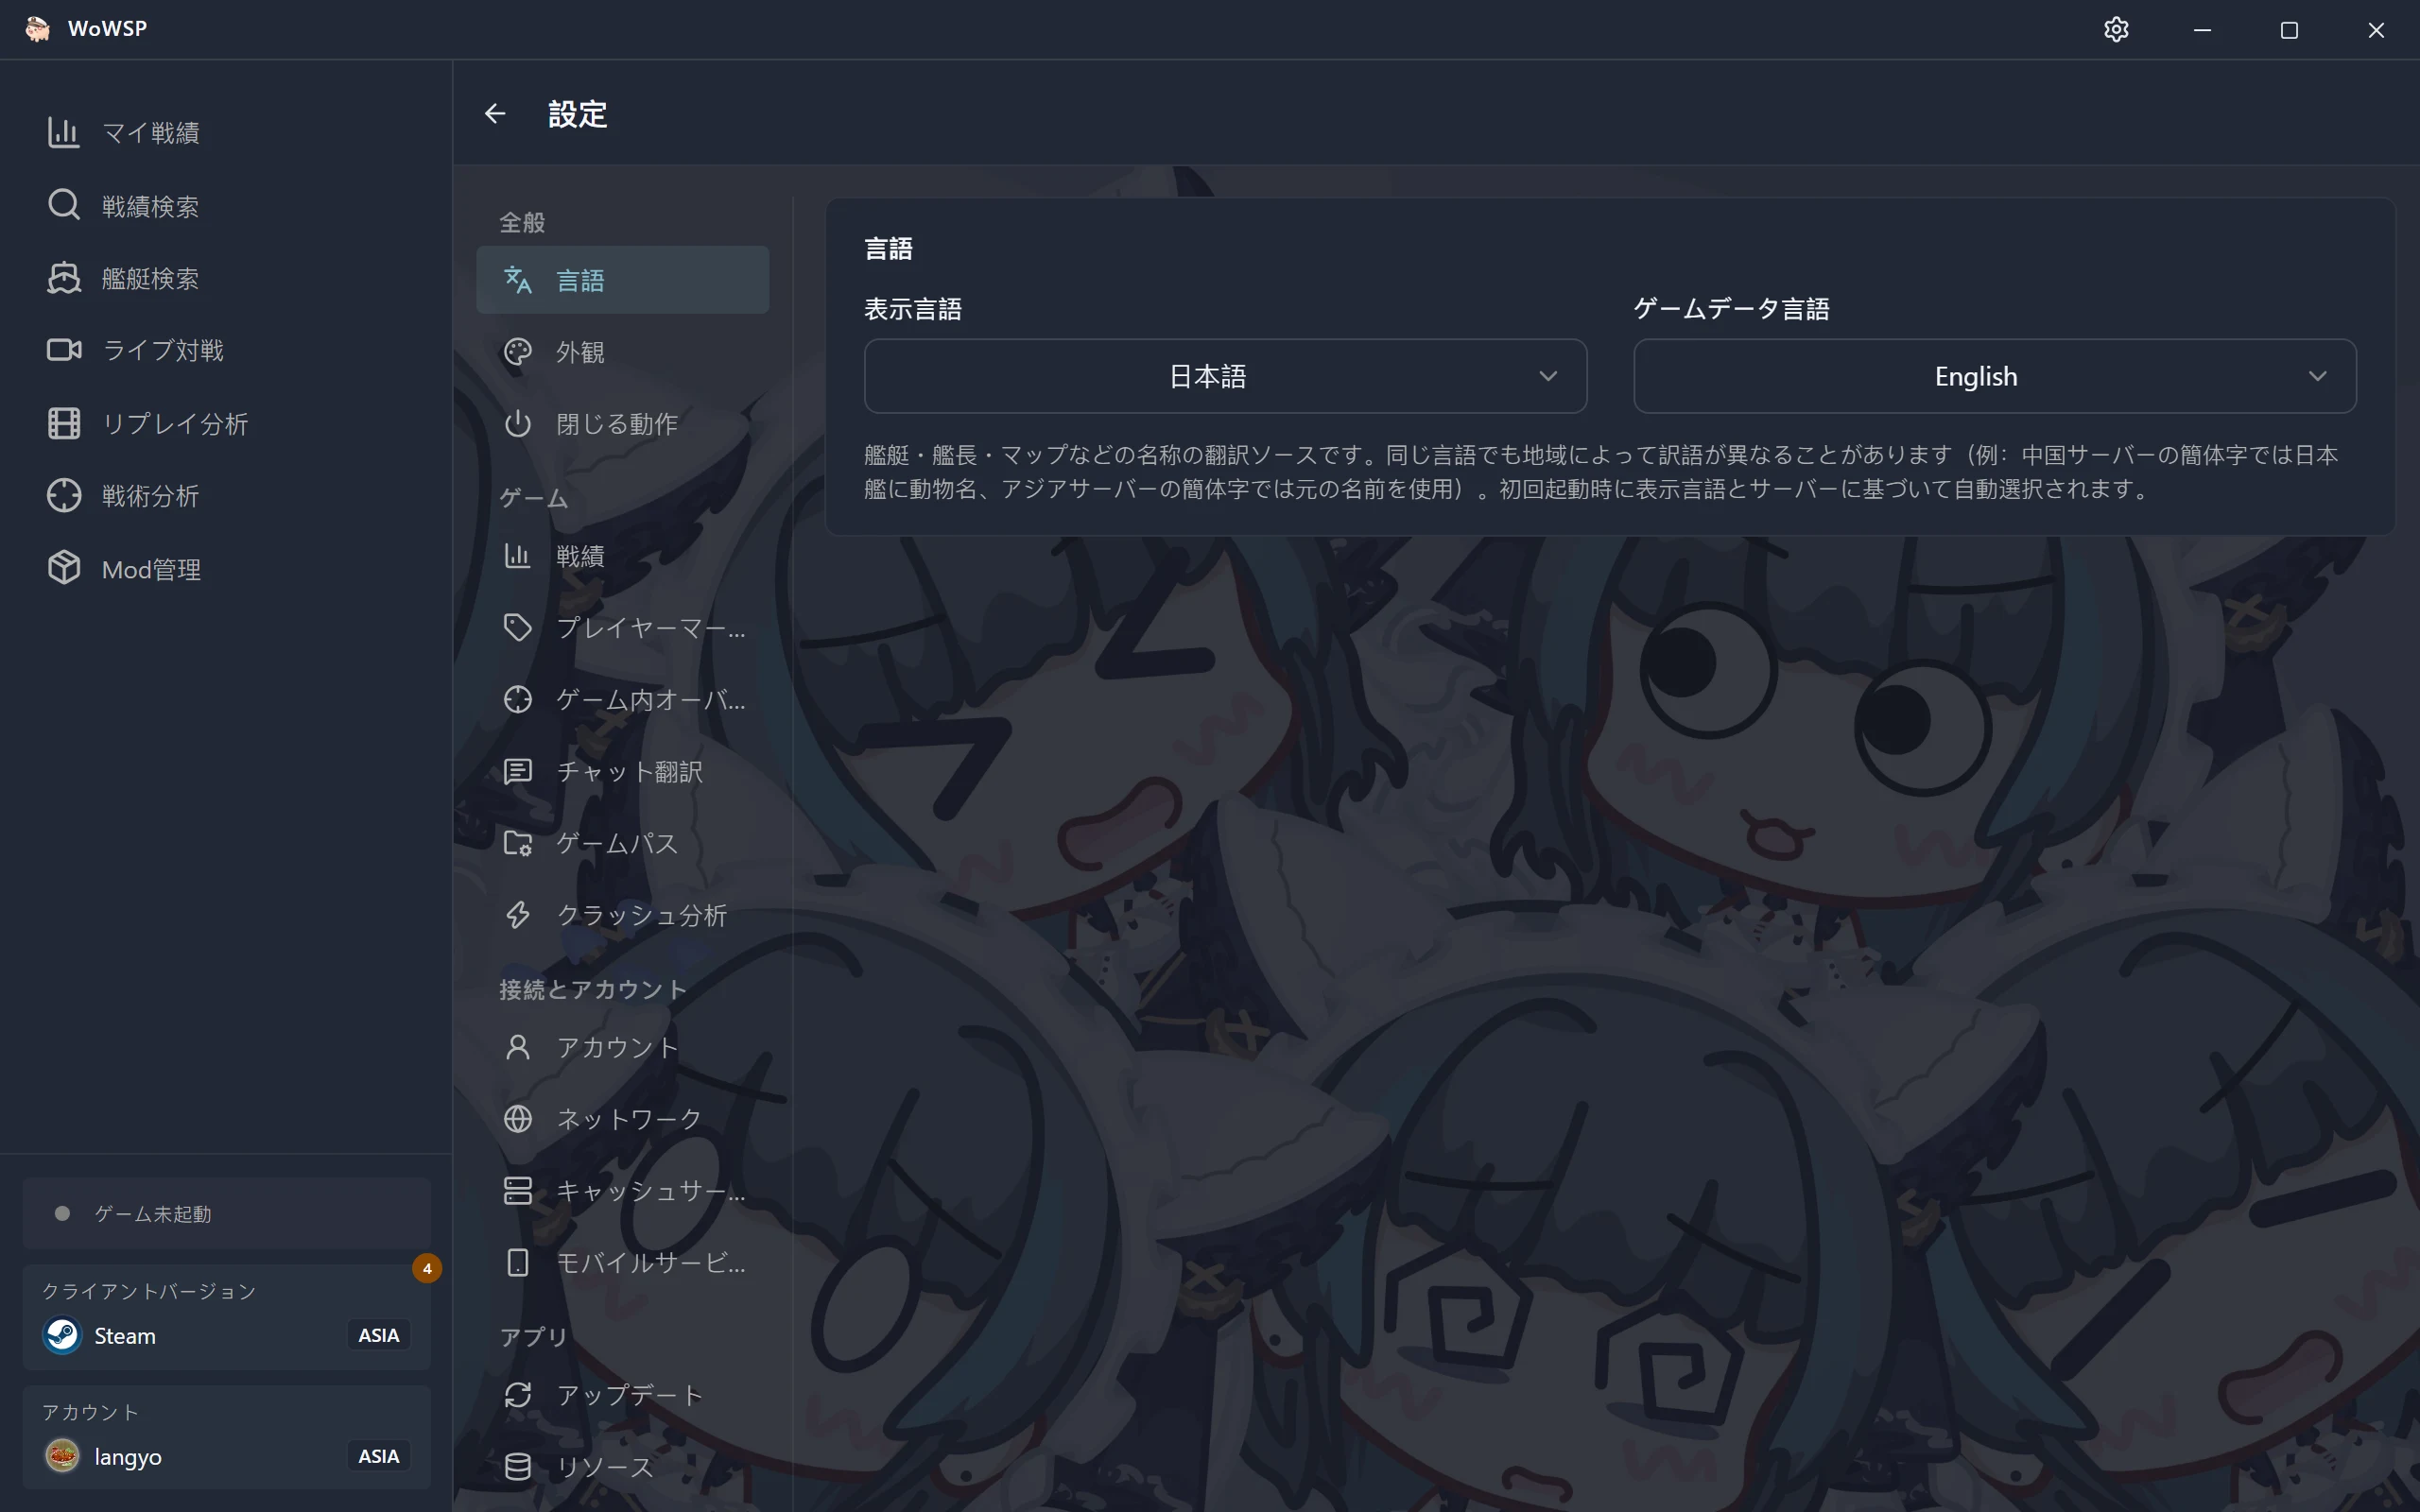 WoWSP
マイ戦績
戦績検索
艦艇検索
ライブ対戦
リプレイ分析
戦術分析
Mod管理
ゲーム未起動
4
クライアントバージョン
Steam
ASIA
アカウント
langyo
ASIA
設定
全般
言語
外観
閉じる動作
ゲーム
戦績
プレイヤーマー...
ゲーム内オーバ...
チャット翻訳
ゲームパス
クラッシュ分析
接続とアカウント
アカウント
ネットワーク
キャッシュサー...
モバイルサービ...
アプリ
アップデート
リソース
言語
表示言語
日本語
ゲームデータ言語
English
艦艇・艦長・マップなどの名称の翻訳ソースです。同じ言語でも地域によって訳語が異なることがあります（例：中国サーバーの簡体字では日本
艦に動物名、アジアサーバーの簡体字では元の名前を使用）。初回起動時に表示言語とサーバーに基づいて自動選択されます。